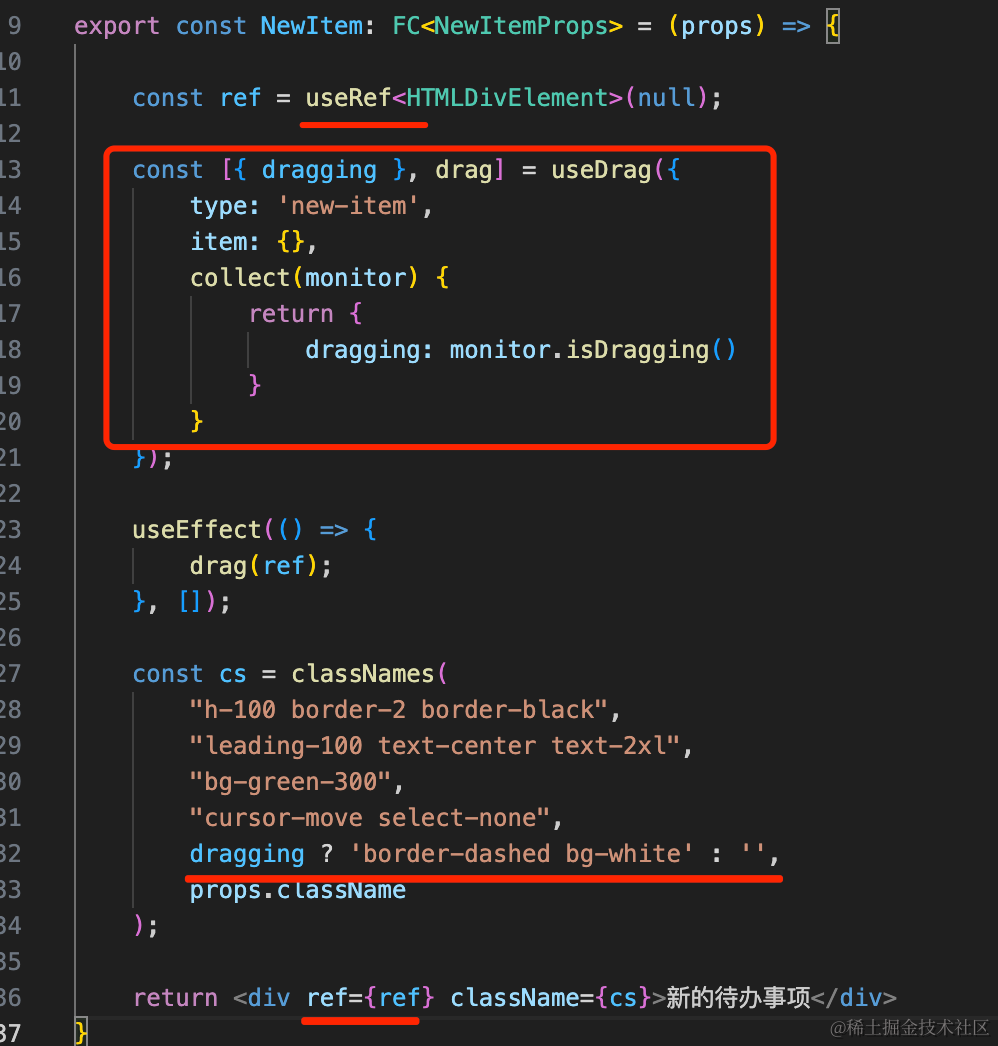 9 export const NewItem: FC<NewItemProps> = (props) => {
10
11 const ref = useRef<HTMLDivElement>(null);
12
13 const [{ dragging }, drag] = useDrag({
14 type: 'new-item',
15 item: {},
16 collect(monitor) {
17 return {
18 dragging: monitor.isDragging()
19 }
20 }
21 });
22
23 useEffect(() => {
24 drag(ref);
25 }, []);
26
27 const cs = classNames(
28 "h-100 border-2 border-black",
29 "leading-100 text-center text-2xl",
30 "bg-green-300",
31 "cursor-move select-none",
32 dragging ? 'border-dashed bg-white' : '',
33 props.className
34 );
35
36 return <div ref={ref} className={cs}>新的待办事项</div>
37 }
@稀土掘金技术社区